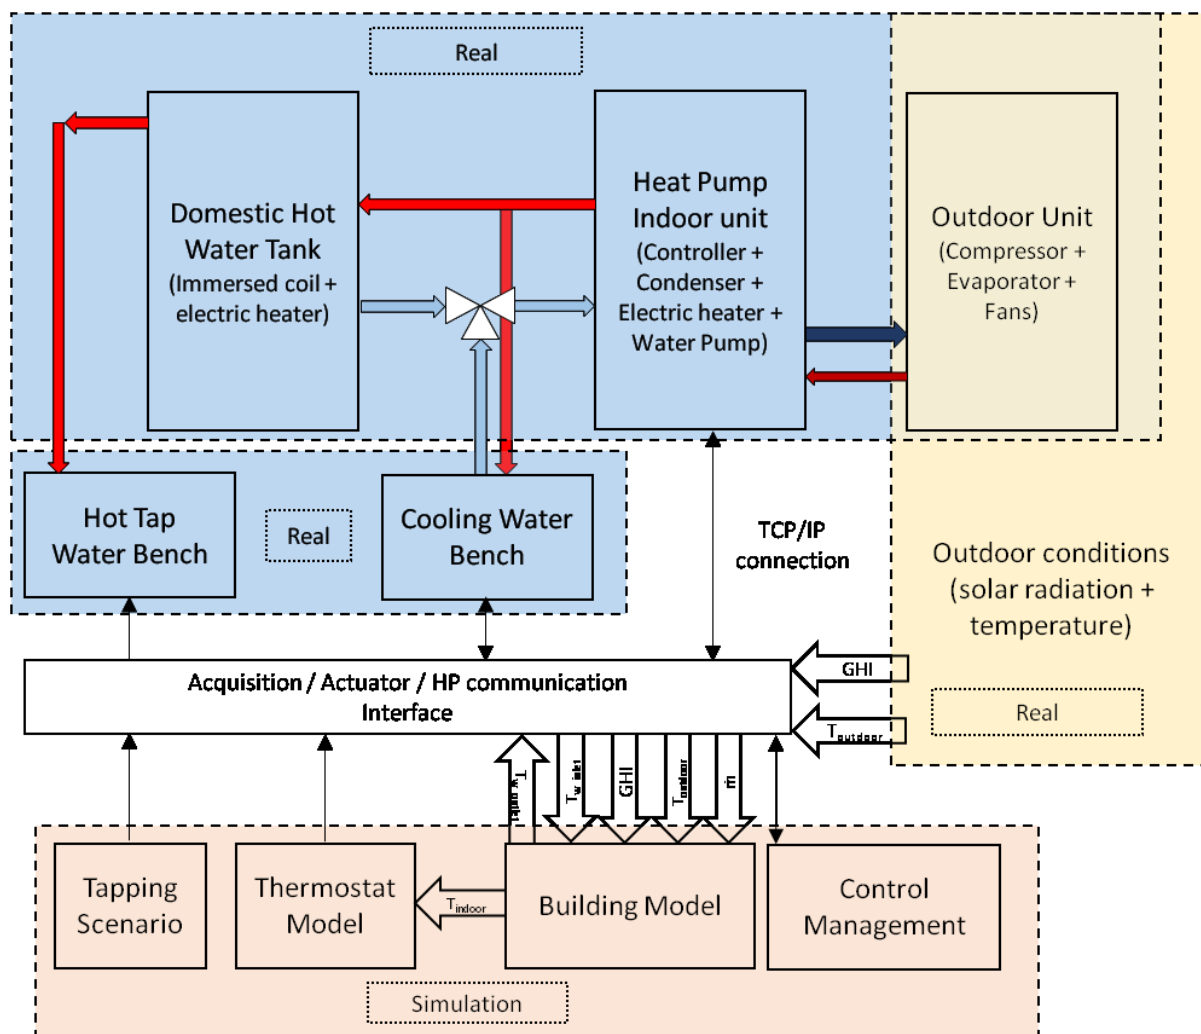 Real
Domestic Hot
Water Tank
(Immersed coil +
electric heater)
Heat Pump
Indoor unit
(Controller +
Condenser +
Electric heater +
Water Pump)
Outdoor Unit
(Compressor +
Evaporator +
Fans)
Hot Tap
Water Bench
Real
Cooling Water
Bench
TCP/IP
connection
Outdoor conditions
(solar radiation +
temperature)
Real
GHI
Toutdoor
Acquisition / Actuator / HP communication
Interface
Tw outlet
Tw inlet
GHI
Toutdoor
ṁ
Tapping
Scenario
Thermostat
Model
Tindoor
Building Model
Control
Management
Simulation